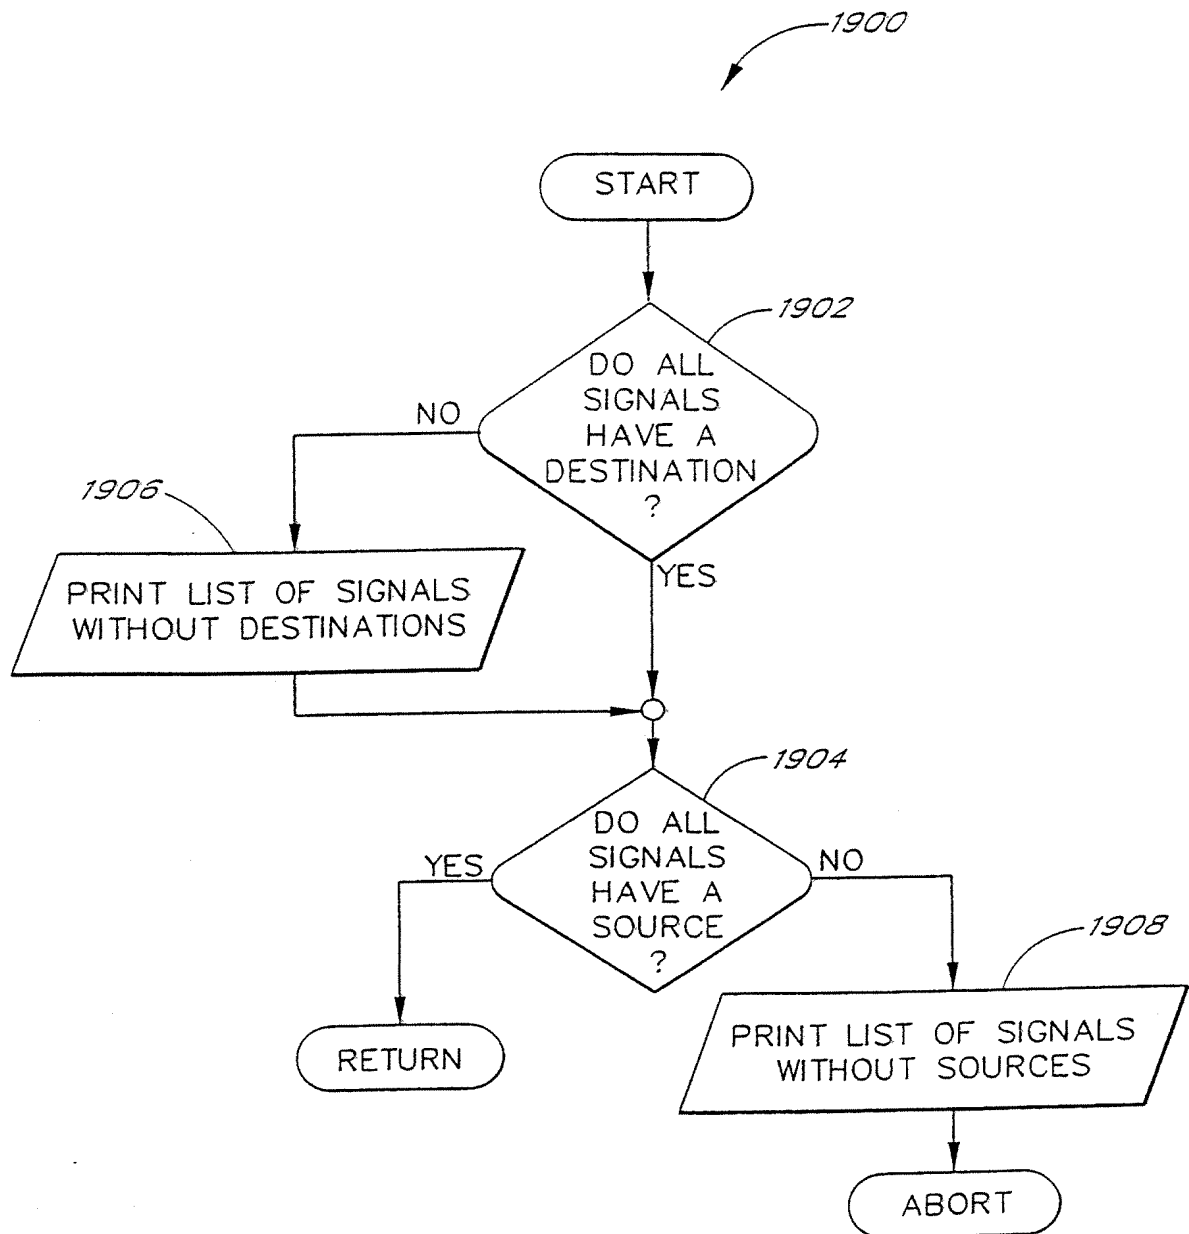 1900
START
1902
DO ALL
SIGNALS
HAVE A
DESTINATION
?
NO
YES
1906
PRINT LIST OF SIGNALS
WITHOUT DESTINATIONS
1904
DO ALL
SIGNALS
HAVE A
SOURCE
?
YES
NO
RETURN
1908
PRINT LIST OF SIGNALS
WITHOUT SOURCES
ABORT